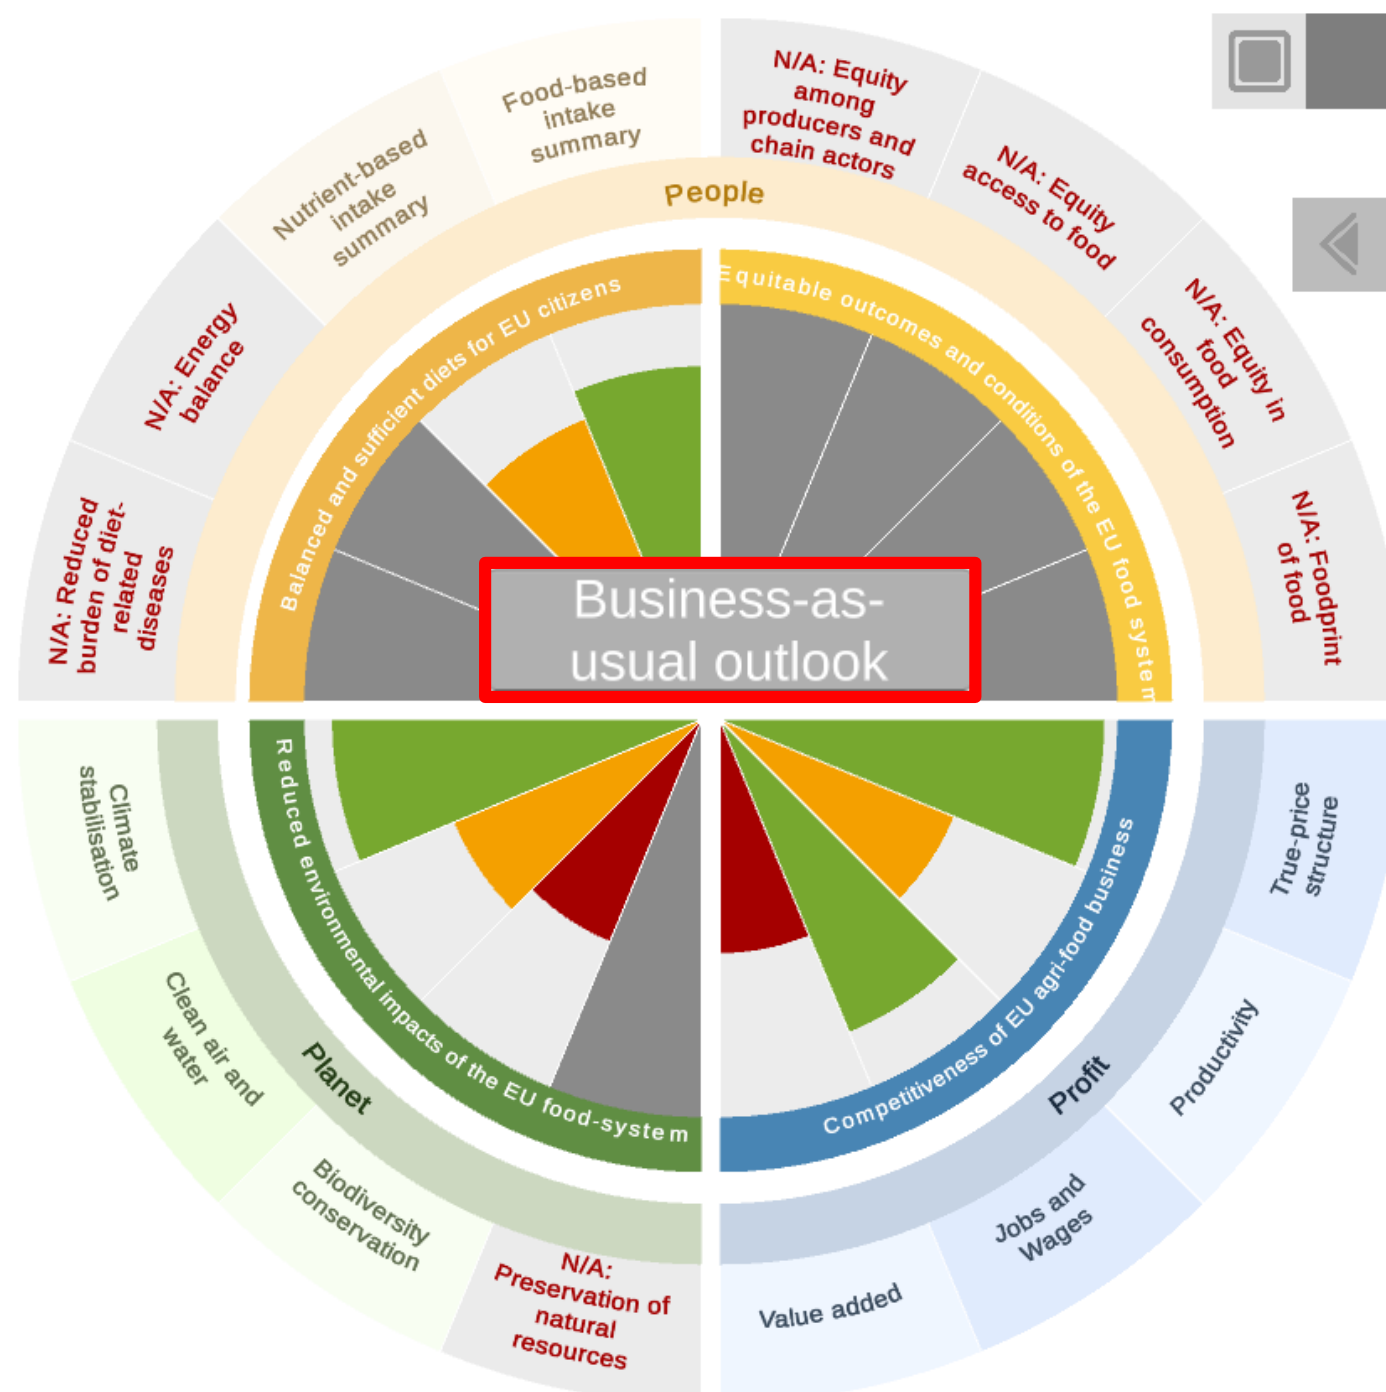 Food-based
intake
summary
Nutrient-based
intake
summary
N/A: Energy
balance
N/A: Reduced
burden of diet-
related
diseases
N/A: Equity
among
producers and
chain actors
N/A: Equity
access to food
N/A: Equity in
food
consumption
N/A: Foodprint
of food
People
Balanced and sufficient diets for EU citizens
Equitable outcomes and conditions of the EU food system
Business-as-
usual outlook
Reduced environmental impacts of the EU food-system
Competitiveness of EU agri-food business
Planet
Profit
Climate
stabilisation
Clean air and
water
Biodiversity
conservation
N/A:
Preservation of
natural
resources
True-price
structure
Productivity
Jobs and
Wages
Value added